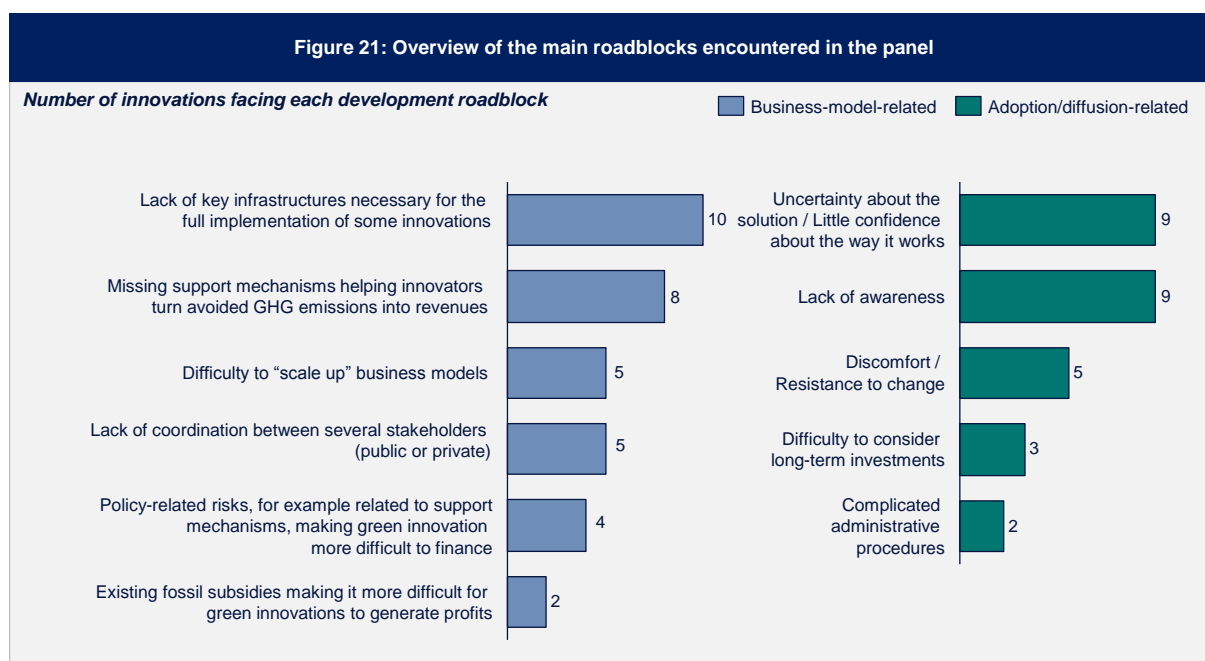 Figure 21: Overview of the main roadblocks encountered in the panel
Number of innovations facing each development roadblock
Business-model-related
Adoption/diffusion-related
Lack of key infrastructures necessary for the
full implementation of some innovations
10
Missing support mechanisms helping innovators
turn avoided GHG emissions into revenues
8
Difficulty to “scale up” business models
5
Lack of coordination between several stakeholders
(public or private)
5
Policy-related risks, for example related to support
mechanisms, making green innovation
more difficult to finance
4
Existing fossil subsidies making it more difficult for
green innovations to generate profits
2
Uncertainty about the
solution / Little confidence
about the way it works
9
Lack of awareness
9
Discomfort /
Resistance to change
5
Difficulty to consider
long-term investments
3
Complicated
administrative
procedures
2